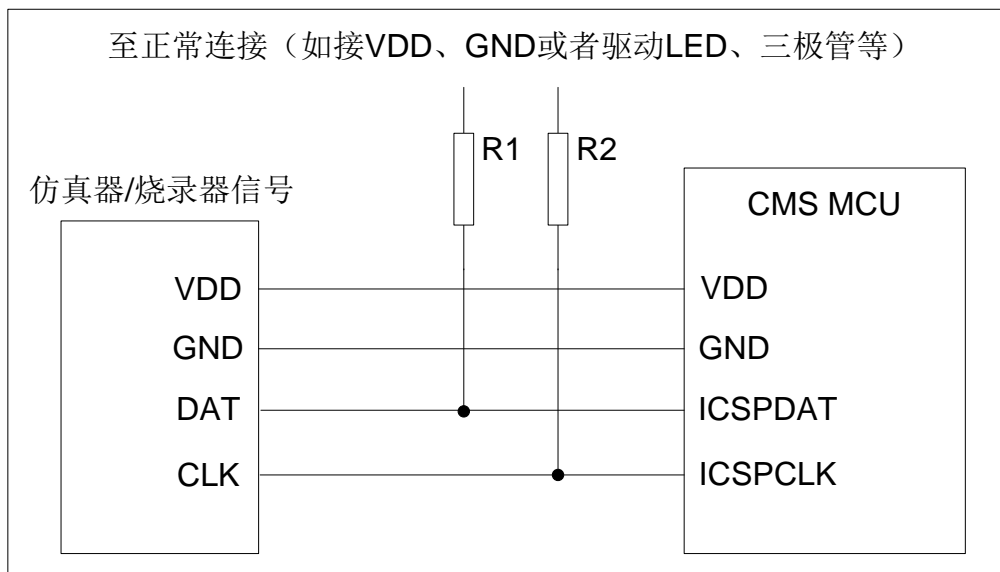 至正常连接（如接VDD、GND或者驱动LED、三极管等）
R1
R2
仿真器/烧录器信号
CMS MCU
VDD
VDD
GND
GND
DAT
ICSPDAT
CLK
ICSPCLK